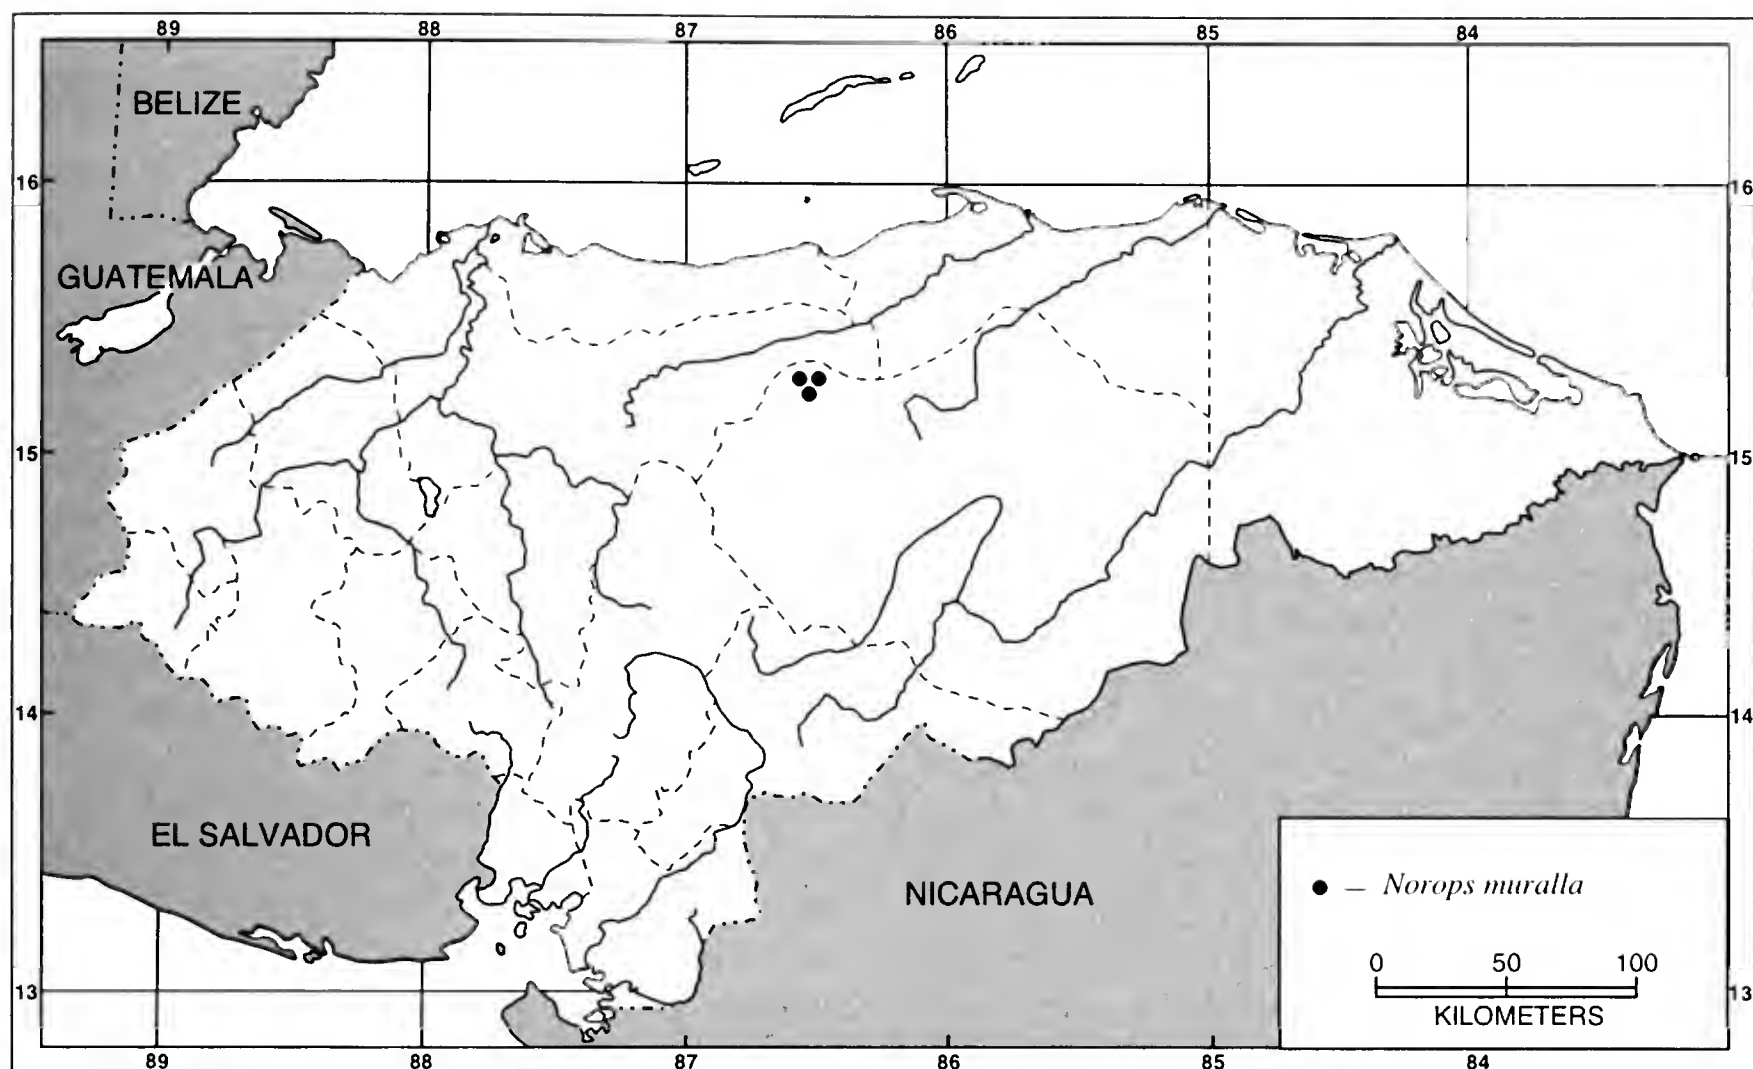 89 88 87 86 85 84
BELIZE
16 16
GUATEMALA
15 15
14 14
EL SALVADOR
NICARAGUA
● – Norops muralla
0 50 100
KILOMETERS
13 13
89 88 87 86 85 84